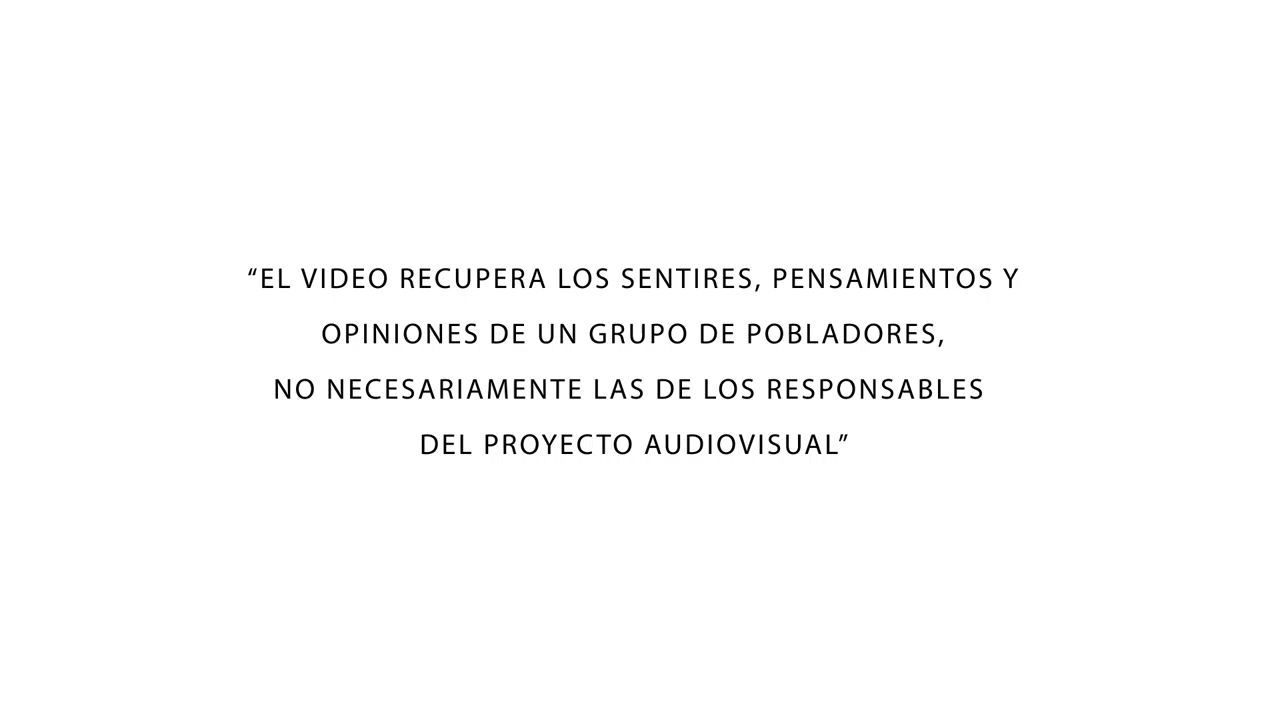 “EL VIDEO RECUPERA LOS SENTIRES, PENSAMIENTOS Y
OPINIONES DE UN GRUPO DE POBLADORES,
NO NECESARIAMENTE LAS DE LOS RESPONSABLES
DEL PROYECTO AUDIOVISUAL”